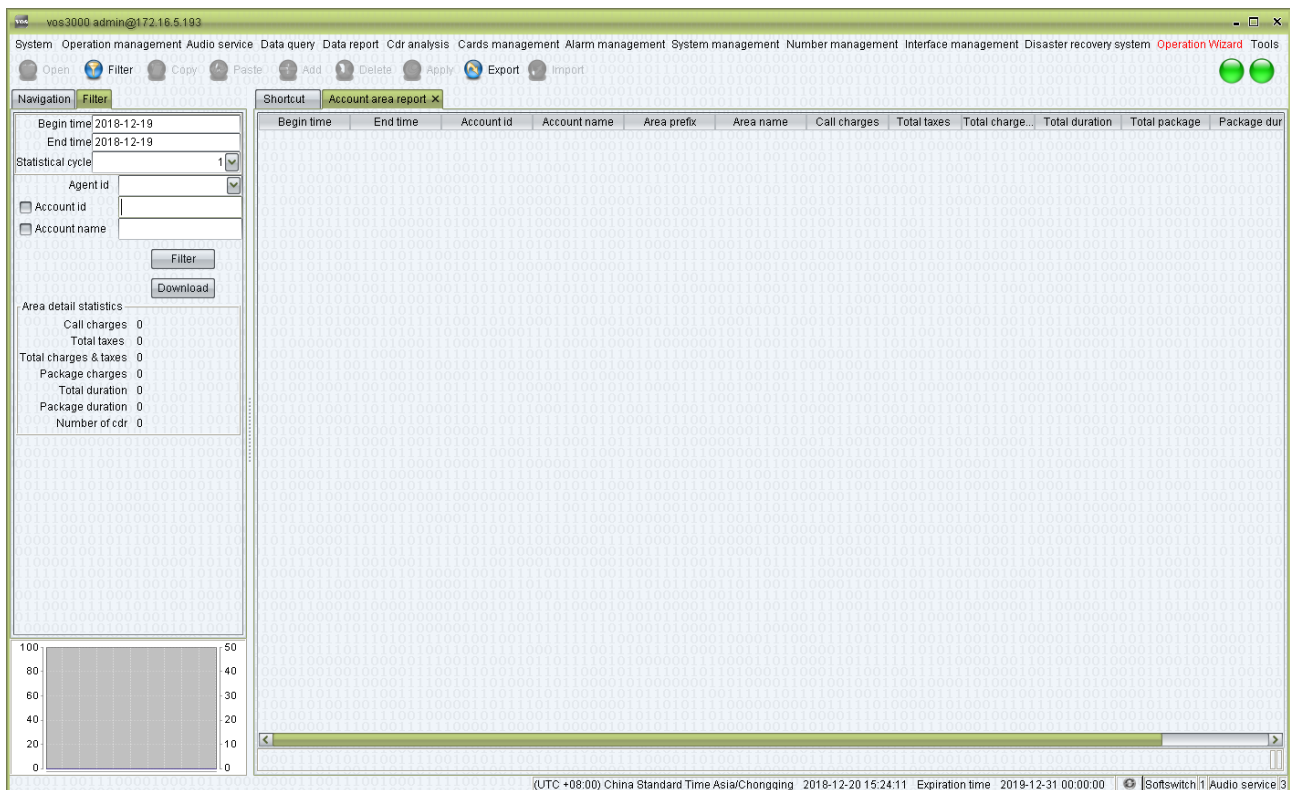 vos vos3000 admin@172.16.5.193
System Operation management Audio service Data query Data report Cdr analysis Cards management Alarm management System management Number management Interface management Disaster recovery system Operation Wizard Tools
Open Filter Copy Paste Add Delete Apply Export Import
Navigation Filter
Shortcut Account area report
Begin time 2018-12-19
End time 2018-12-19
Statistical cycle 1
Agent id
Account id
Account name
Filter
Download
Area detail statistics
Call charges 0
Total taxes 0
Total charges & taxes 0
Package charges 0
Total duration 0
Package duration 0
Number of cdr 0
Begin time End time Account id Account name Area prefix Area name Call charges Total taxes Total charge... Total duration Total package Package dur
100 50
80 40
60 30
40 20
20 10
0 0
(UTC +08:00) China Standard Time Asia/Chongqing 2018-12-20 15:24:11 Expiration time 2019-12-31 00:00:00 Softswitch 1 Audio service 3